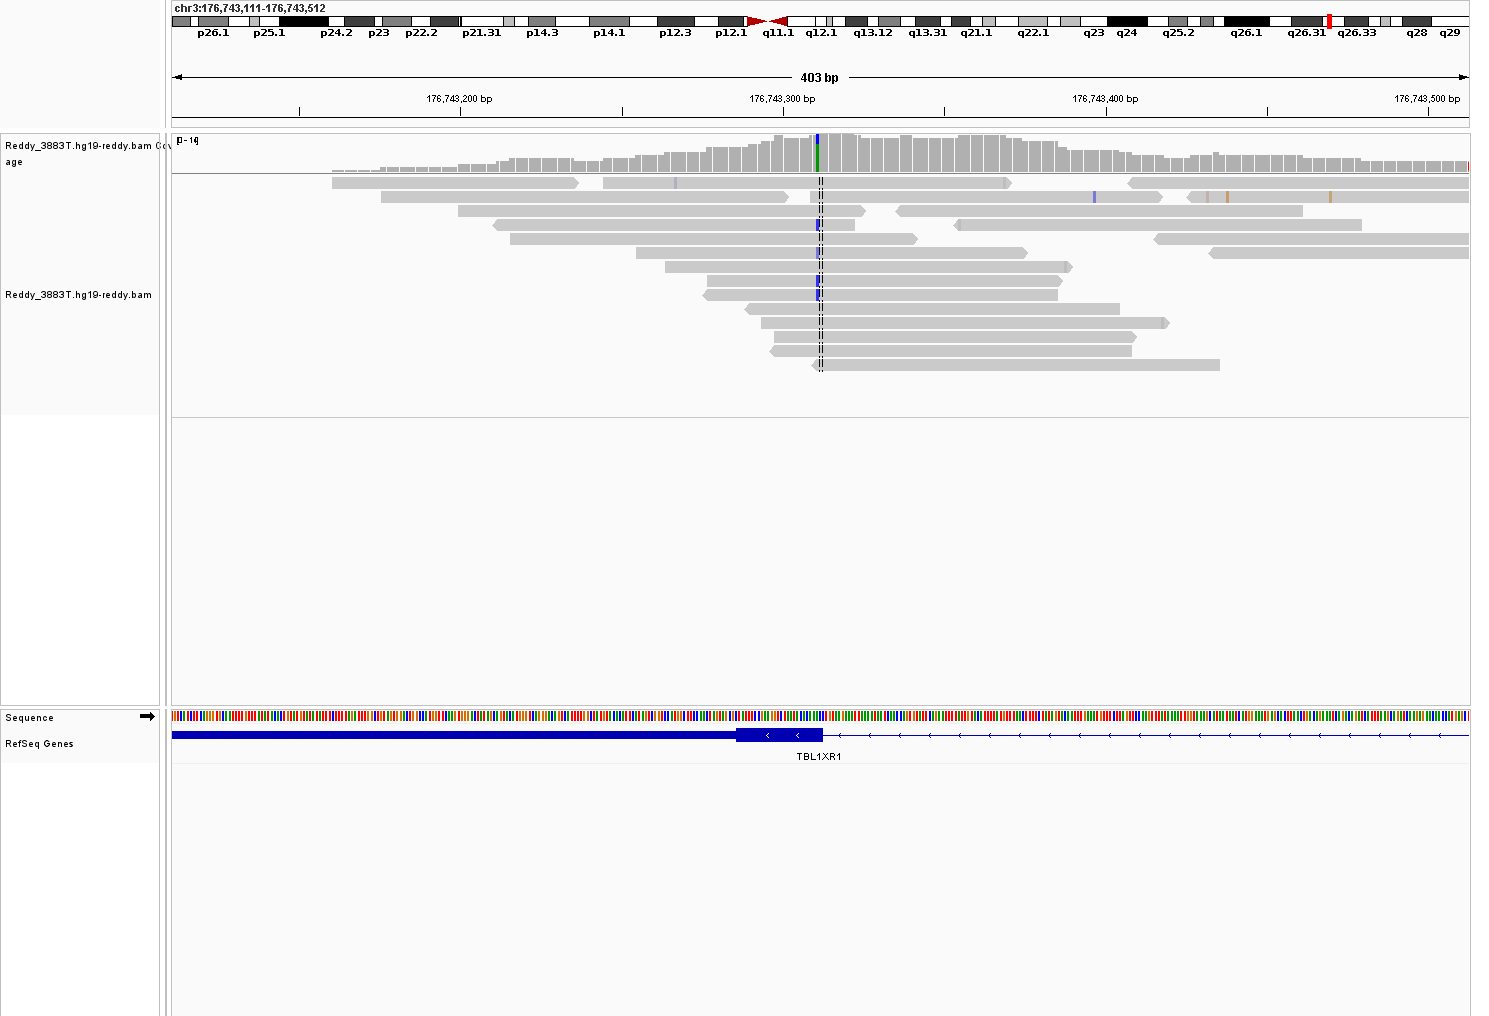 chr3:176,743,111-176,743,512
p26.1 p25.1 p24.2 p23 p22.2 p21.31 p14.3 p14.1 p12.3 p12.1 q11.1 q12.1 q13.12 q13.31 q21.1 q22.1 q23 q24 q25.2 q26.1 q26.31 q26.33 q28 q29
403 bp
176,743,200 bp 176,743,300 bp 176,743,400 bp 176,743,500 bp
Reddy_3883T.hg19-reddy.bam Cov
age
Reddy_3883T.hg19-reddy.bam
Sequence
RefSeq Genes
TBL1XR1